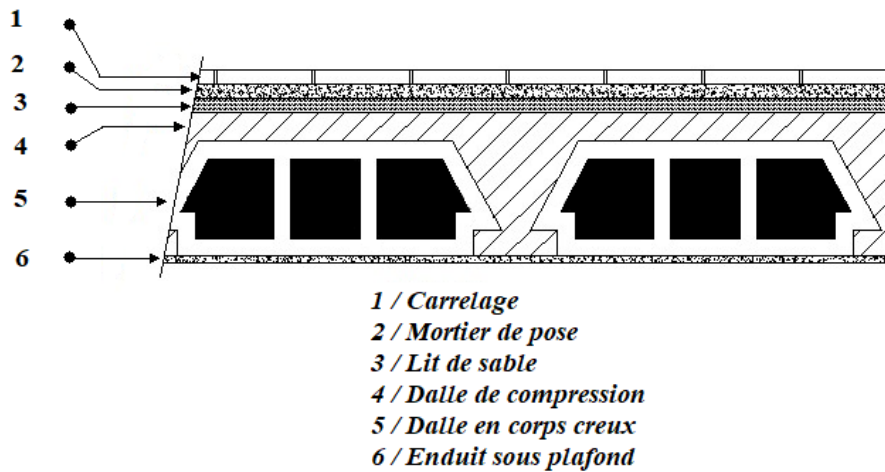 1
2
3
4
5
6
1 / Carrelage
2 / Mortier de pose
3 / Lit de sable
4 / Dalle de compression
5 / Dalle en corps creux
6 / Enduit sous plafond